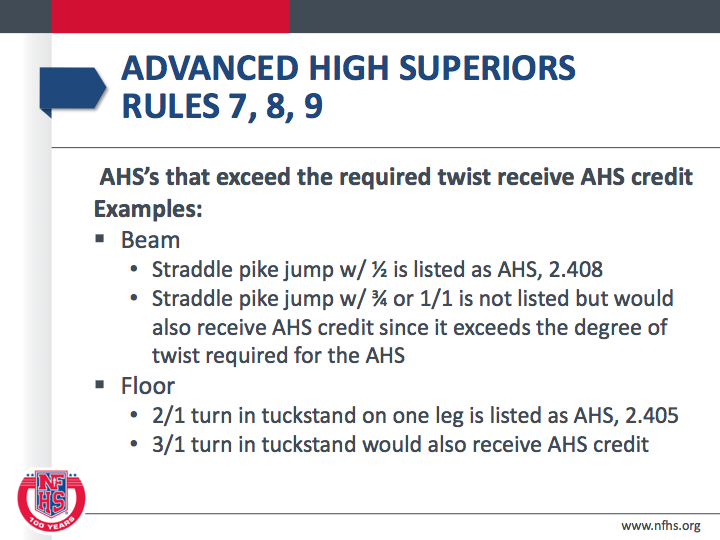 ADVANCED HIGH SUPERIORS
RULES 7, 8, 9
AHS’s that exceed the required twist receive AHS credit
Examples:
▪ Beam
• Straddle pike jump w/ ½ is listed as AHS, 2.408
• Straddle pike jump w/ ¾ or 1/1 is not listed but would
also receive AHS credit since it exceeds the degree of
twist required for the AHS
▪ Floor
• 2/1 turn in tuckstand on one leg is listed as AHS, 2.405
• 3/1 turn in tuckstand would also receive AHS credit
NF
HS
100 YEARS
www.nfhs.org